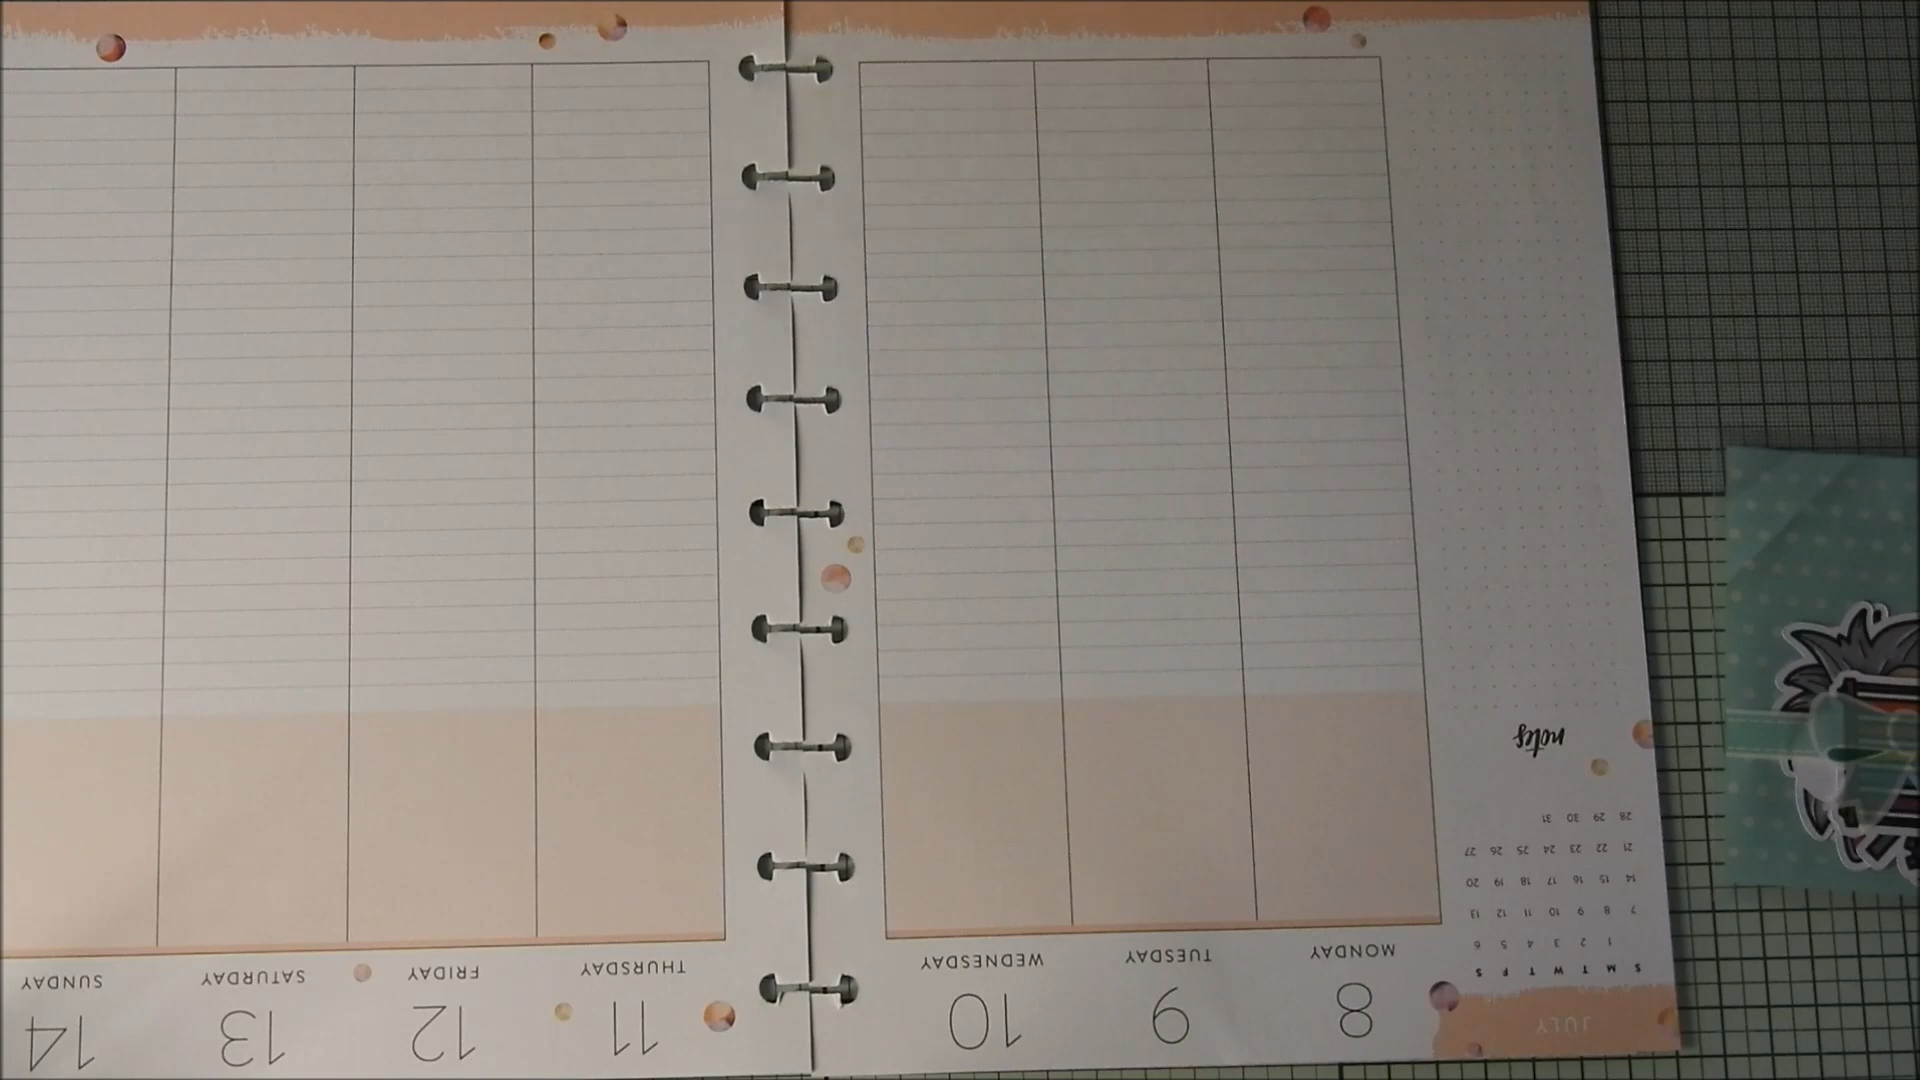 JULY
8
MONDAY
9
TUESDAY
10
WEDNESDAY
11
THURSDAY
12
FRIDAY
13
SATURDAY
14
SUNDAY
S M T W T F S
1 2 3 4 5 6
7 8 9 10 11 12 13
14 15 16 17 18 19 20
21 22 23 24 25 26 27
28 29 30 31
notes